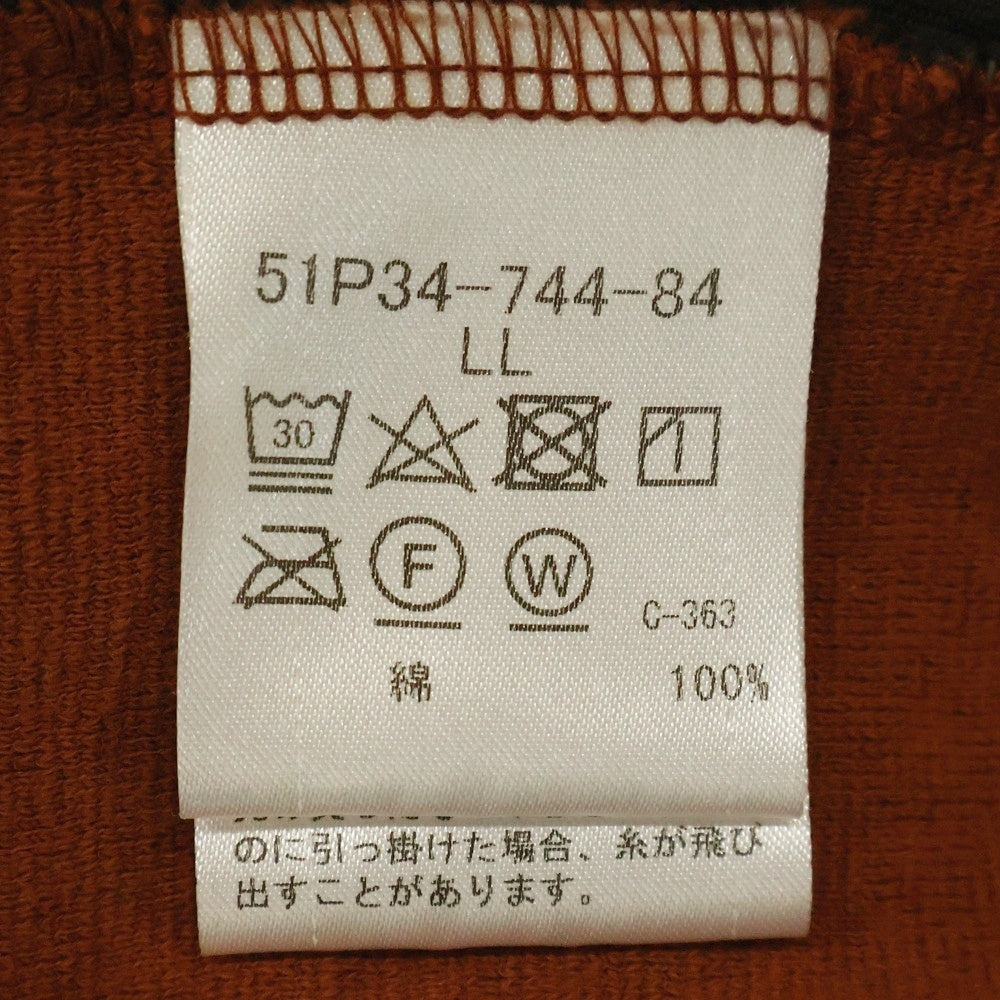 51P34-744-84
LL
30
F W C-363
綿 100%
のに引っ掛けた場合、糸が飛び
出すことがあります。